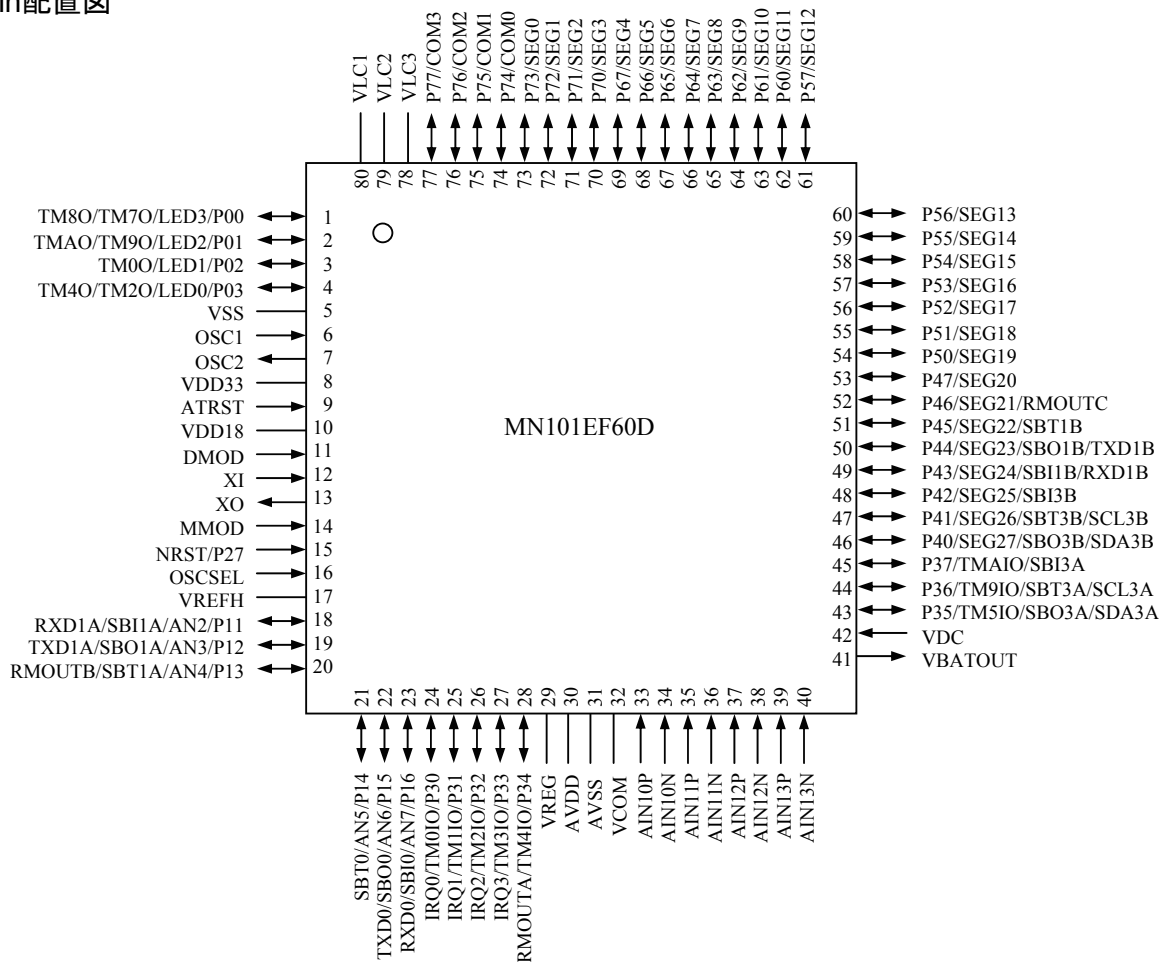 in配置図
VLC1
VLC2
VLC3
P77/COM3
P76/COM2
P75/COM1
P74/COM0
P73/SEG0
P72/SEG1
P71/SEG2
P70/SEG3
P67/SEG4
P66/SEG5
P65/SEG6
P64/SEG7
P63/SEG8
P62/SEG9
P61/SEG10
P60/SEG11
P57/SEG12
80
79
78
77
76
75
74
73
72
71
70
69
68
67
66
65
64
63
62
61
TM8O/TM7O/LED3/P00 1
TMAO/TM9O/LED2/P01 2
TM0O/LED1/P02 3
TM4O/TM2O/LED0/P03 4
VSS 5
OSC1 6
OSC2 7
VDD33 8
ATRST 9
VDD18 10
DMOD 11
XI 12
XO 13
MMOD 14
NRST/P27 15
OSCSEL 16
VREFH 17
RXD1A/SBI1A/AN2/P11 18
TXD1A/SBO1A/AN3/P12 19
RMOUTB/SBT1A/AN4/P13 20
MN101EF60D
60 P56/SEG13
59 P55/SEG14
58 P54/SEG15
57 P53/SEG16
56 P52/SEG17
55 P51/SEG18
54 P50/SEG19
53 P47/SEG20
52 P46/SEG21/RMOUTC
51 P45/SEG22/SBT1B
50 P44/SEG23/SBO1B/TXD1B
49 P43/SEG24/SBI1B/RXD1B
48 P42/SEG25/SBI3B
47 P41/SEG26/SBT3B/SCL3B
46 P40/SEG27/SBO3B/SDA3B
45 P37/TMAIO/SBI3A
44 P36/TM9IO/SBT3A/SCL3A
43 P35/TM5IO/SBO3A/SDA3A
42 VDC
41 VBATOUT
21
22
23
24
25
26
27
28
29
30
31
32
33
34
35
36
37
38
39
40
SBT0/AN5/P14
TXD0/SBO0/AN6/P15
RXD0/SBI0/AN7/P16
IRQ0/TM0IO/P30
IRQ1/TM1IO/P31
IRQ2/TM2IO/P32
IRQ3/TM3IO/P33
RMOUTA/TM4IO/P34
VREG
AVDD
AVSS
VCOM
AIN10P
AIN10N
AIN11P
AIN11N
AIN12P
AIN12N
AIN13P
AIN13N